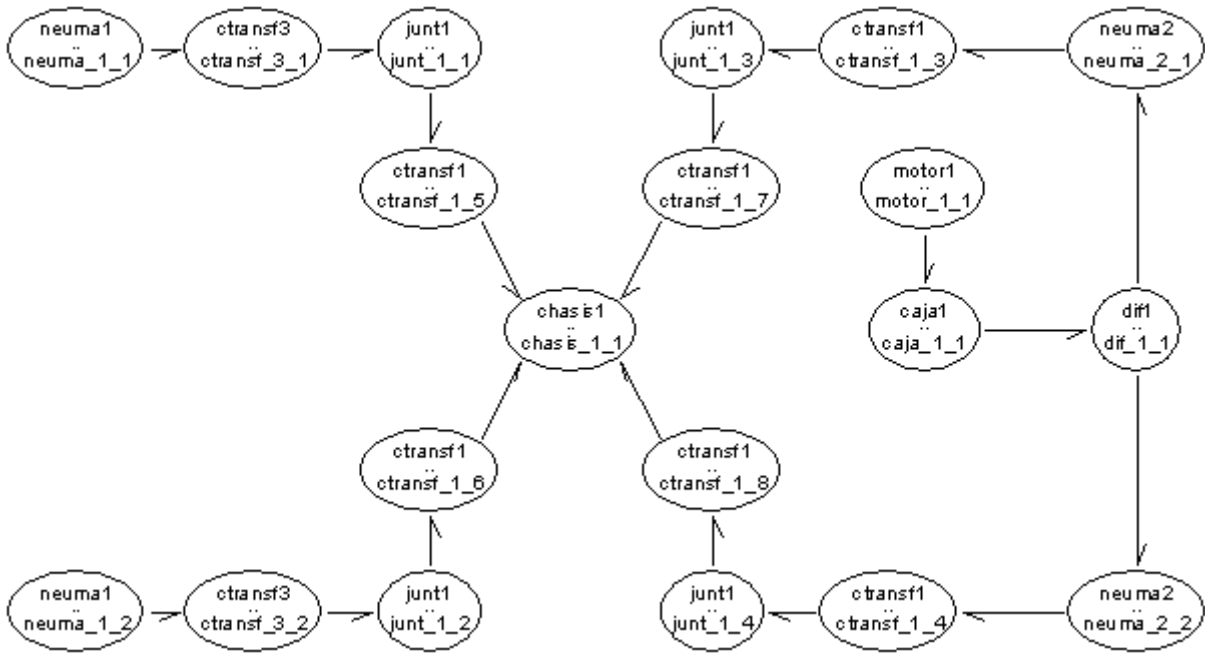 neuma1
..
neuma_1_1
ctransf3
..
ctransf_3_1
junt1
..
junt_1_1
junt1
..
junt_1_3
ctransf1
..
ctransf_1_3
neuma2
..
neuma_2_1
ctransf1
..
ctransf_1_5
ctransf1
..
ctransf_1_7
motor1
..
motor_1_1
chasis1
..
chasis_1_1
caja1
..
caja_1_1
dif1
..
dif_1_1
ctransf1
..
ctransf_1_6
ctransf1
..
ctransf_1_8
neuma1
..
neuma_1_2
ctransf3
..
ctransf_3_2
junt1
..
junt_1_2
junt1
..
junt_1_4
ctransf1
..
ctransf_1_4
neuma2
..
neuma_2_2